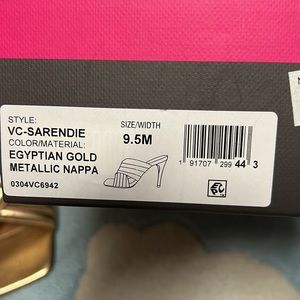 STYLE:
VC-SARENDIE
COLOR/MATERIAL:
EGYPTIAN GOLD
METALLIC NAPPA
0304VC6942
SIZE/WIDTH
9.5M
1 91707 299 44 3